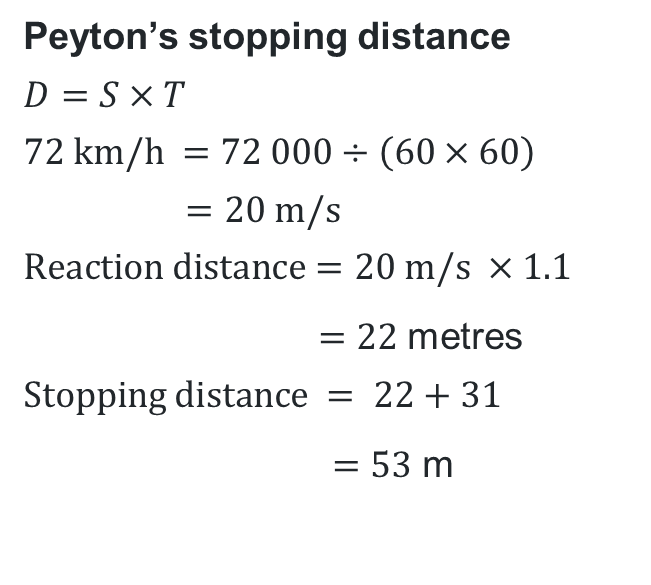 Peyton’s stopping distance
D = S × T
72 km/h = 72 000 ÷ (60 × 60)
= 20 m/s
Reaction distance = 20 m/s × 1.1
= 22 metres
Stopping distance = 22 + 31
= 53 m